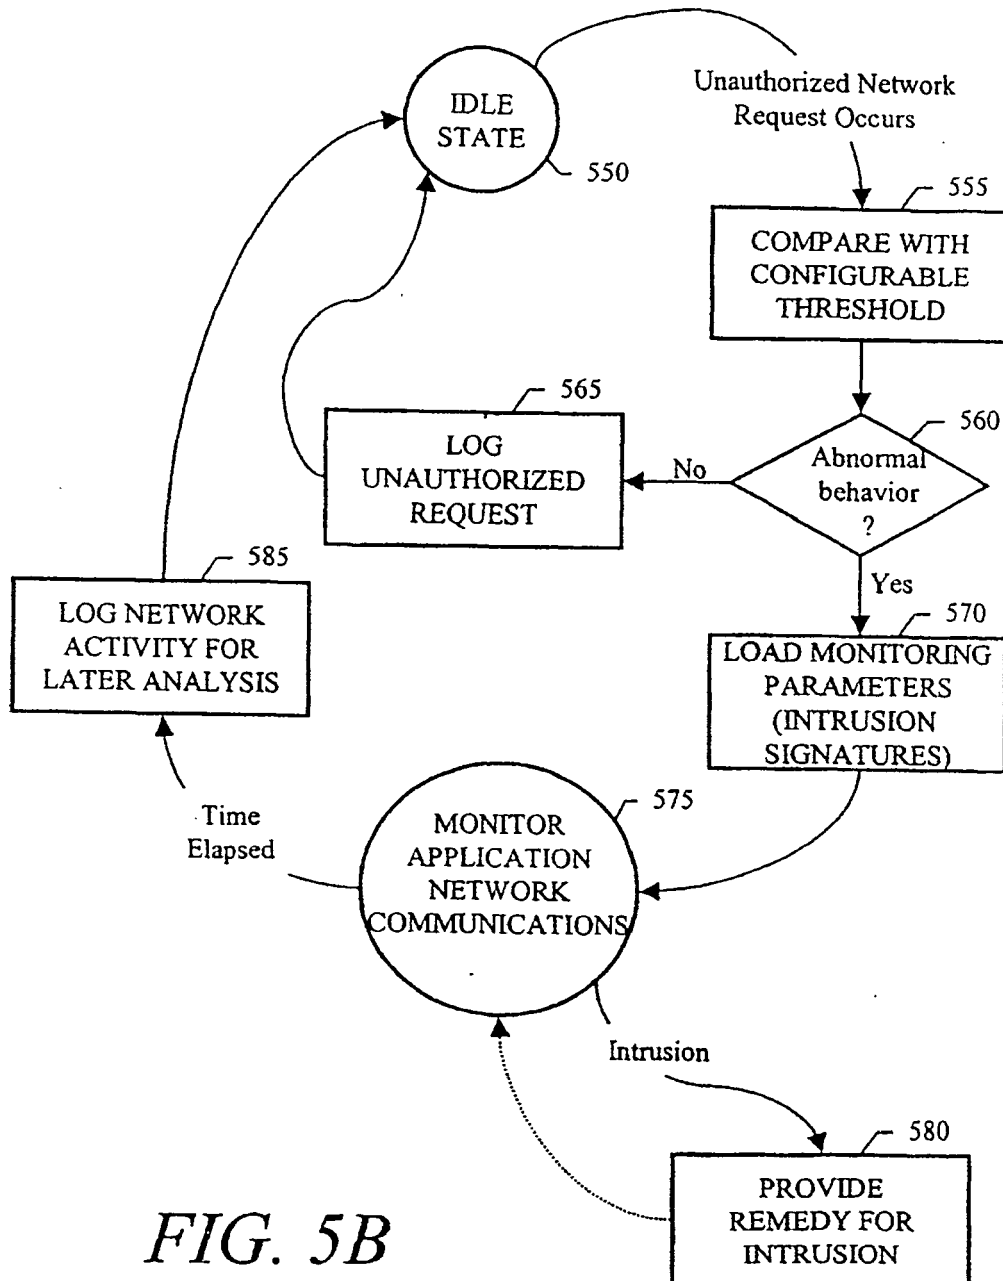 IDLE
STATE
550
Unauthorized Network
Request Occurs
555
COMPARE WITH
CONFIGURABLE
THRESHOLD
560
Abnormal
behavior
?
No
565
LOG
UNAUTHORIZED
REQUEST
Yes
570
LOAD MONITORING
PARAMETERS
(INTRUSION
SIGNATURES)
585
LOG NETWORK
ACTIVITY FOR
LATER ANALYSIS
Time
Elapsed
575
MONITOR
APPLICATION
NETWORK
COMMUNICATIONS
Intrusion
580
PROVIDE
REMEDY FOR
INTRUSION
FIG. 5B